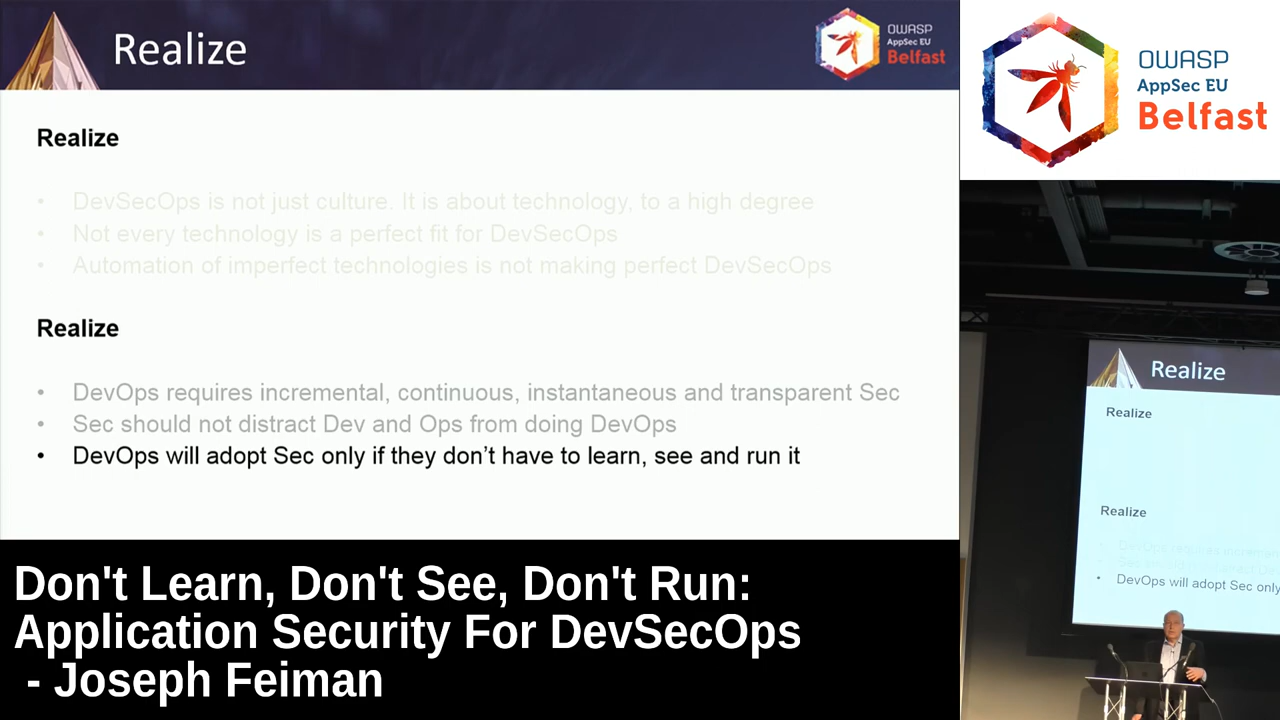 Realize
OWASP
AppSec EU
Belfast
Realize
• DevSecOps is not just culture. It is about technology, to a high degree
• Not every technology is a perfect fit for DevSecOps
• Automation of imperfect technologies is not making perfect DevSecOps
Realize
• DevOps requires incremental, continuous, instantaneous and transparent Sec
• Sec should not distract Dev and Ops from doing DevOps
• DevOps will adopt Sec only if they don't have to learn, see and run it
OWASP
AppSec EU
Belfast
Realize
Realize
Realize
• DevOps will adopt Sec only
Don't Learn, Don't See, Don't Run:
Application Security For DevSecOps
- Joseph Feiman